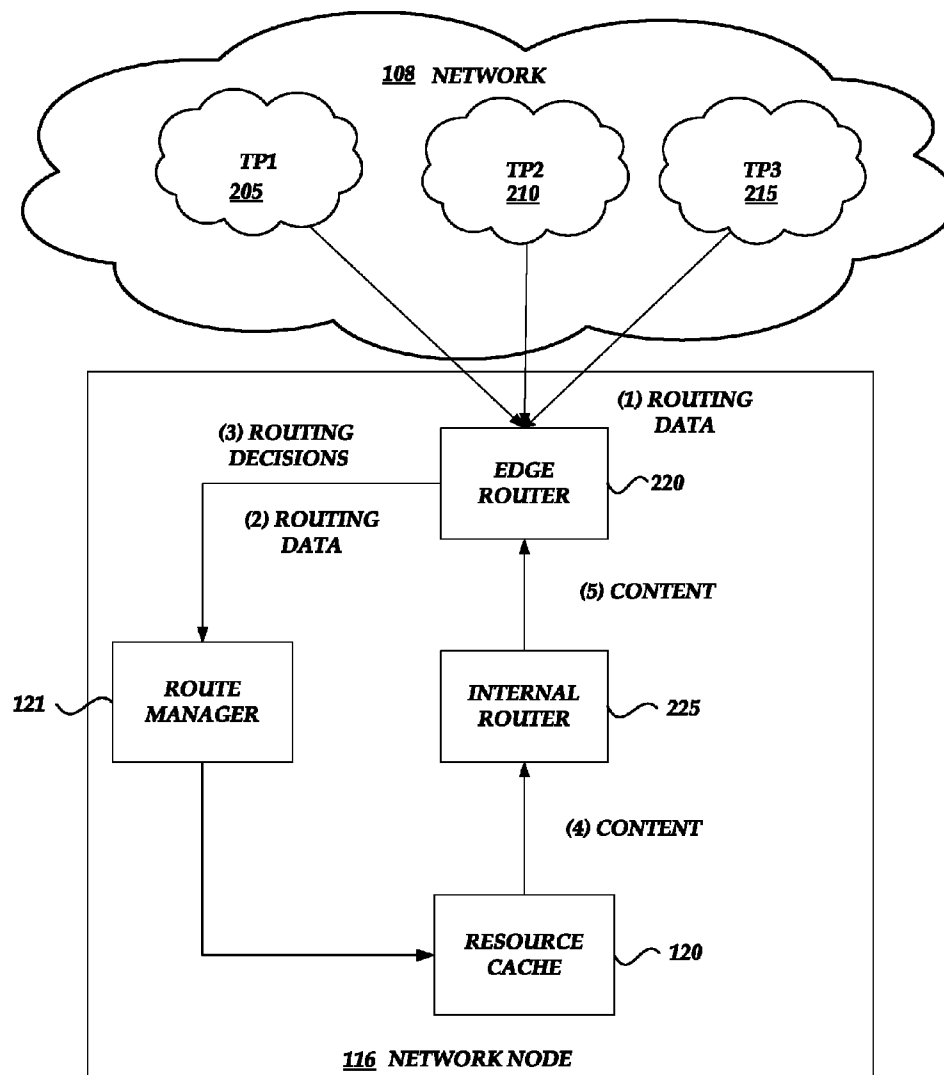 108 NETWORK
TP1
205
TP2
210
TP3
215
(1) ROUTING
DATA
(3) ROUTING
DECISIONS
EDGE
ROUTER
220
(2) ROUTING
DATA
(5) CONTENT
121
ROUTE
MANAGER
INTERNAL
ROUTER
225
(4) CONTENT
RESOURCE
CACHE
120
116 NETWORK NODE